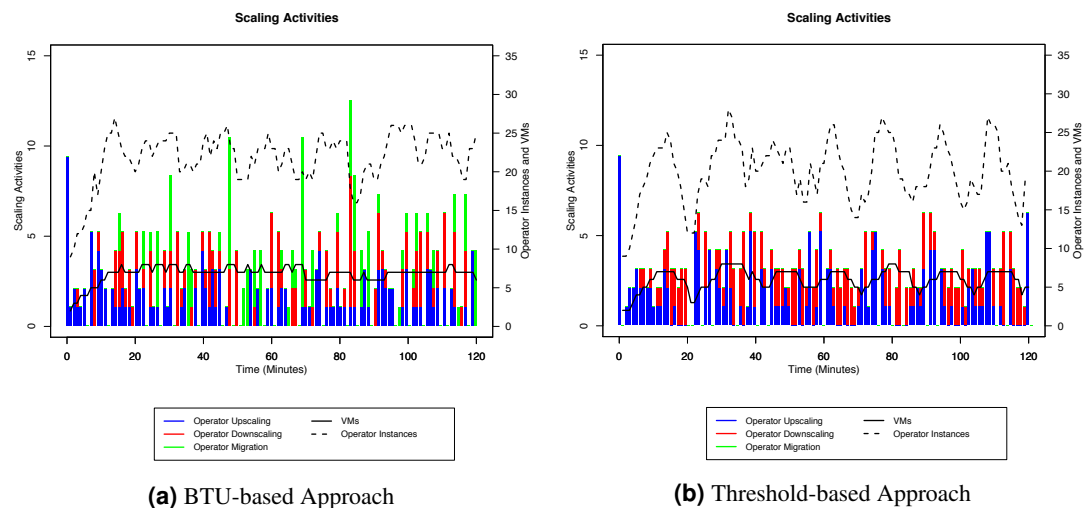 Scaling Activities
15
10
5
0
Scaling Activities
35
30
25
20
15
10
5
0
Operator Instances and VMs
0
20
40
60
80
100
120
Time (Minutes)
Operator Upscaling
Operator Downscaling
Operator Migration
VMs
Operator Instances
(a) BTU-based Approach
Scaling Activities
15
10
5
0
Scaling Activities
35
30
25
20
15
10
5
0
Operator Instances and VMs
0
20
40
60
80
100
120
Time (Minutes)
Operator Upscaling
Operator Downscaling
Operator Migration
VMs
Operator Instances
(b) Threshold-based Approach